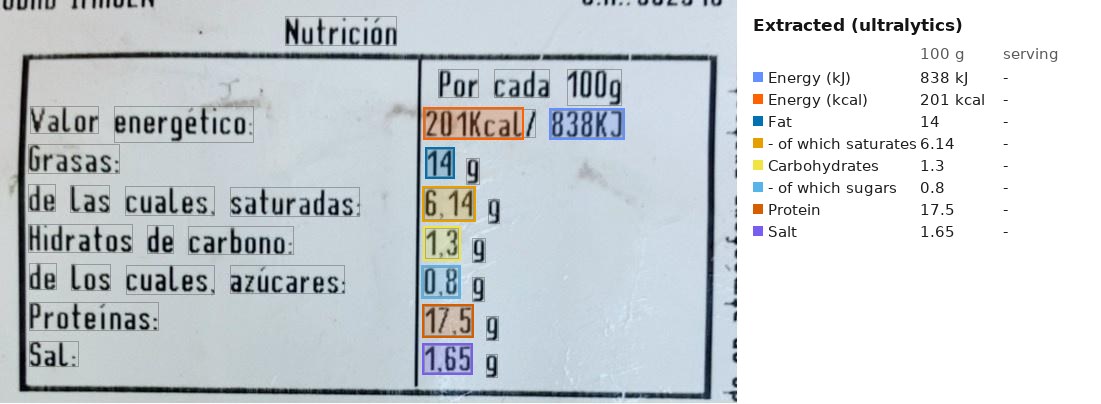 Nutrición
Por cada 100g
Valor energético: 201Kcal/ 838KJ
Grasas: 14 g
de las cuales, saturadas: 6,14 g
Hidratos de carbono: 1,3 g
de los cuales, azúcares: 0,8 g
Proteínas: 17,5 g
Sal: 1,65 g
Extracted (ultralytics)
100 g serving
Energy (kJ) 838 kJ -
Energy (kcal) 201 kcal -
Fat 14 -
- of which saturates 6.14 -
Carbohydrates 1.3 -
- of which sugars 0.8 -
Protein 17.5 -
Salt 1.65 -